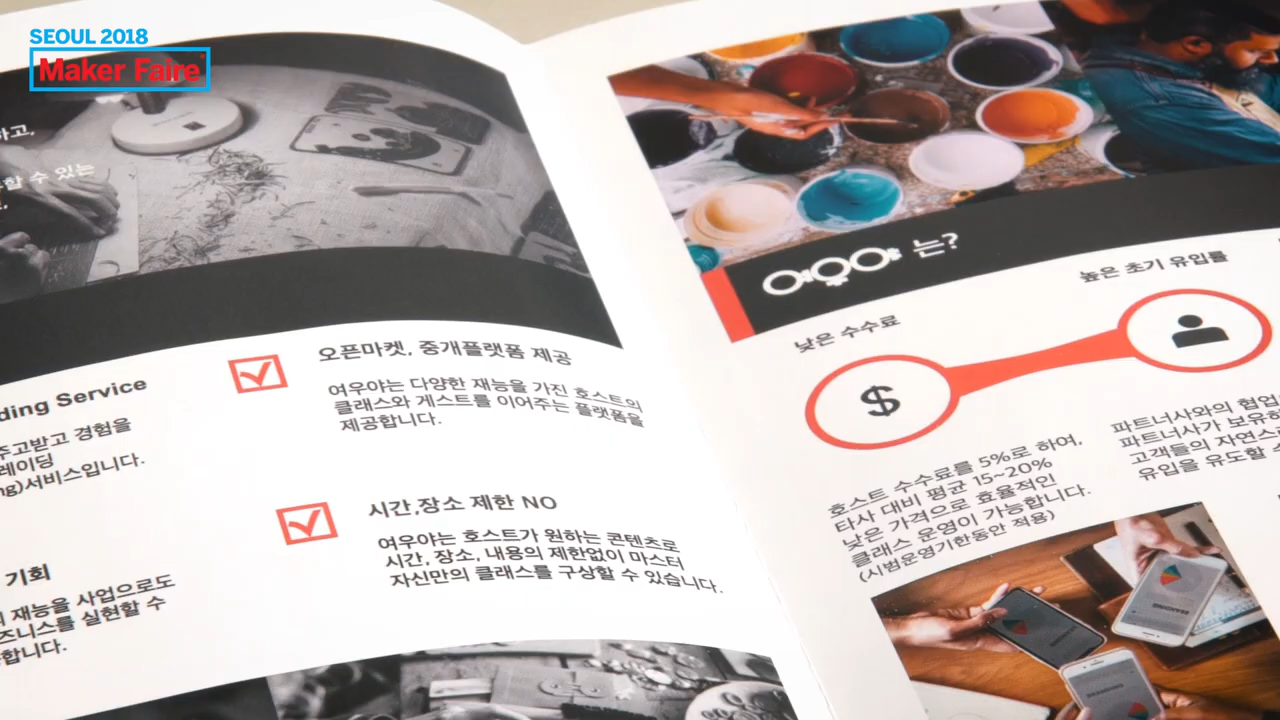 SEOUL 2018
Maker Faire
하고,
할 수 있는
ding Service
주고받고 경험을
레이딩
ng)서비스입니다.
기회
재능을 사업으로도
즈니스를 실현할 수
합니다.
오픈마켓, 중개플랫폼 제공
여우야는 다양한 재능을 가진 호스트의
클래스와 게스트를 이어주는 플랫폼을
제공합니다.
시간,장소 제한 NO
여우야는 호스트가 원하는 콘텐츠로
시간, 장소, 내용의 제한없이 마스터
자신만의 클래스를 구상할 수 있습니다.
여우야 는?
낮은 수수료
$
호스트 수수료를 5%로 하여,
타사 대비 평균 15~20%
낮은 가격으로 효율적인
클래스 운영이 가능합니다.
(시범운영기한동안 적용)
높은 초기 유입률
파트너사와의 협업
파트너사가 보유하
고객들의 자연스러
유입을 유도할 수